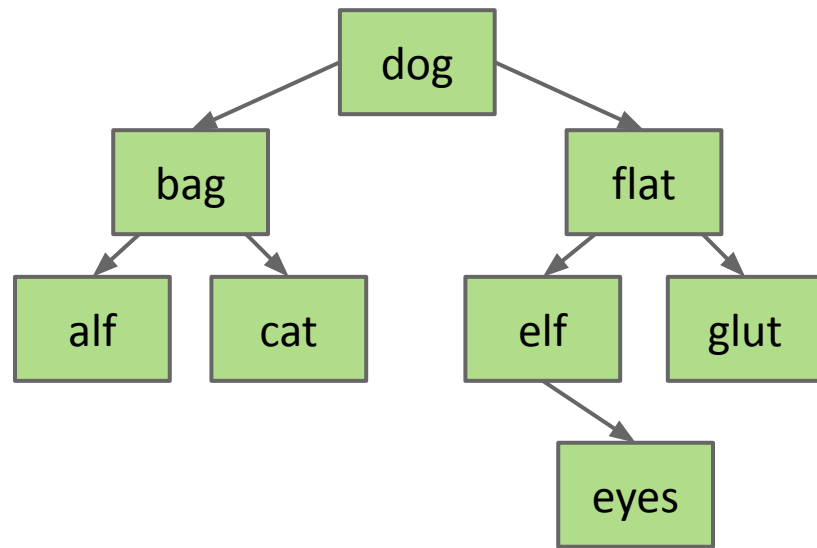 dog
bag
flat
alf
cat
elf
glut
eyes